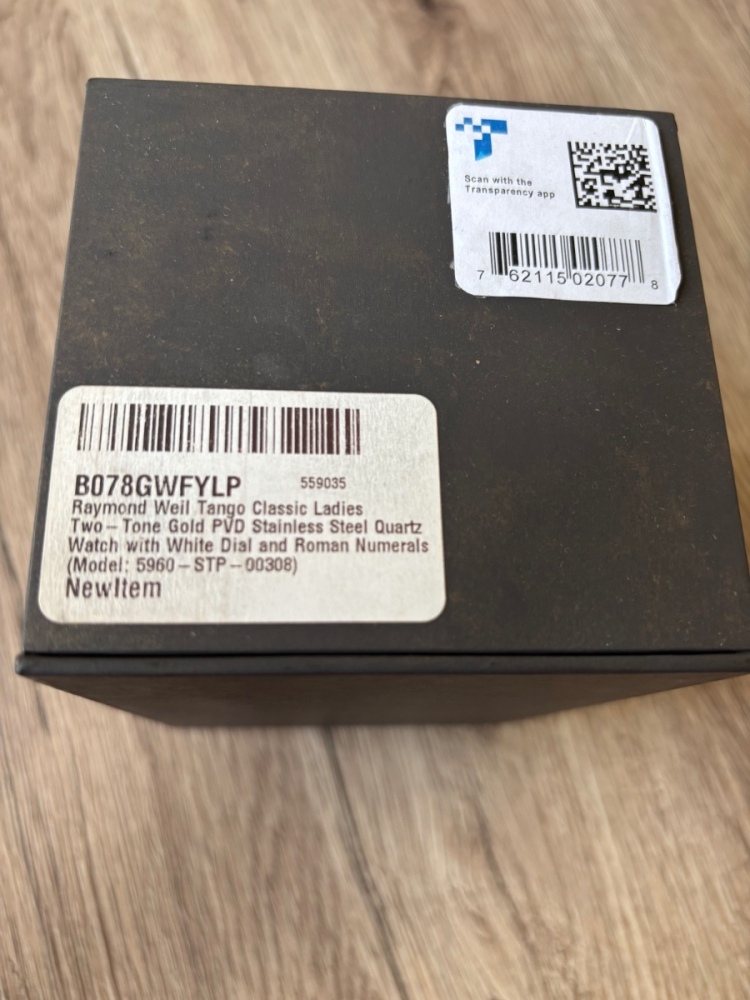 Scan with the
Transparency app
7 62115 02077 8
B078GWFYLP 559035
Raymond Weil Tango Classic Ladies
Two-Tone Gold PVD Stainless Steel Quartz
Watch with White Dial and Roman Numerals
(Model: 5960-STP-00308)
NewItem